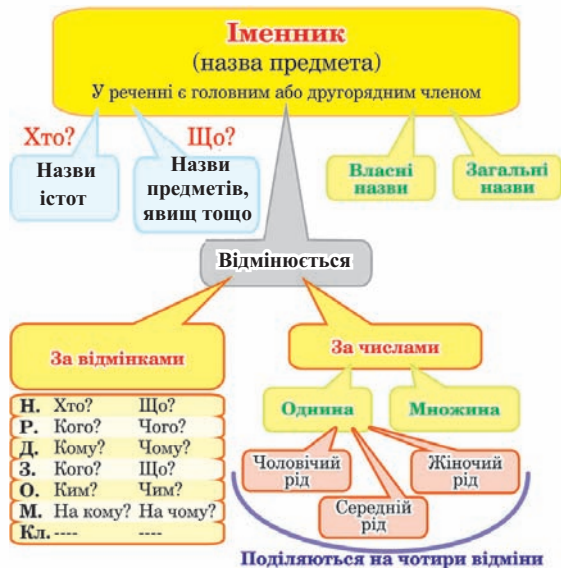 Іменник
(назва предмета)
У реченні є головним або другорядним членом
Хто?
Що?
Назви
істот
Назви
предметів,
явищ тощо
Власні
назви
Загальні
назви
Відмінюється
За відмінками
Н. Хто? Що?
Р. Кого? Чого?
Д. Кому? Чому?
З. Кого? Що?
О. Ким? Чим?
М. На кому? На чому?
Кл. ---- ----
За числами
Однина
Множина
Чоловічий
рід
Середній
рід
Жіночий
рід
Поділяються на чотири відміни